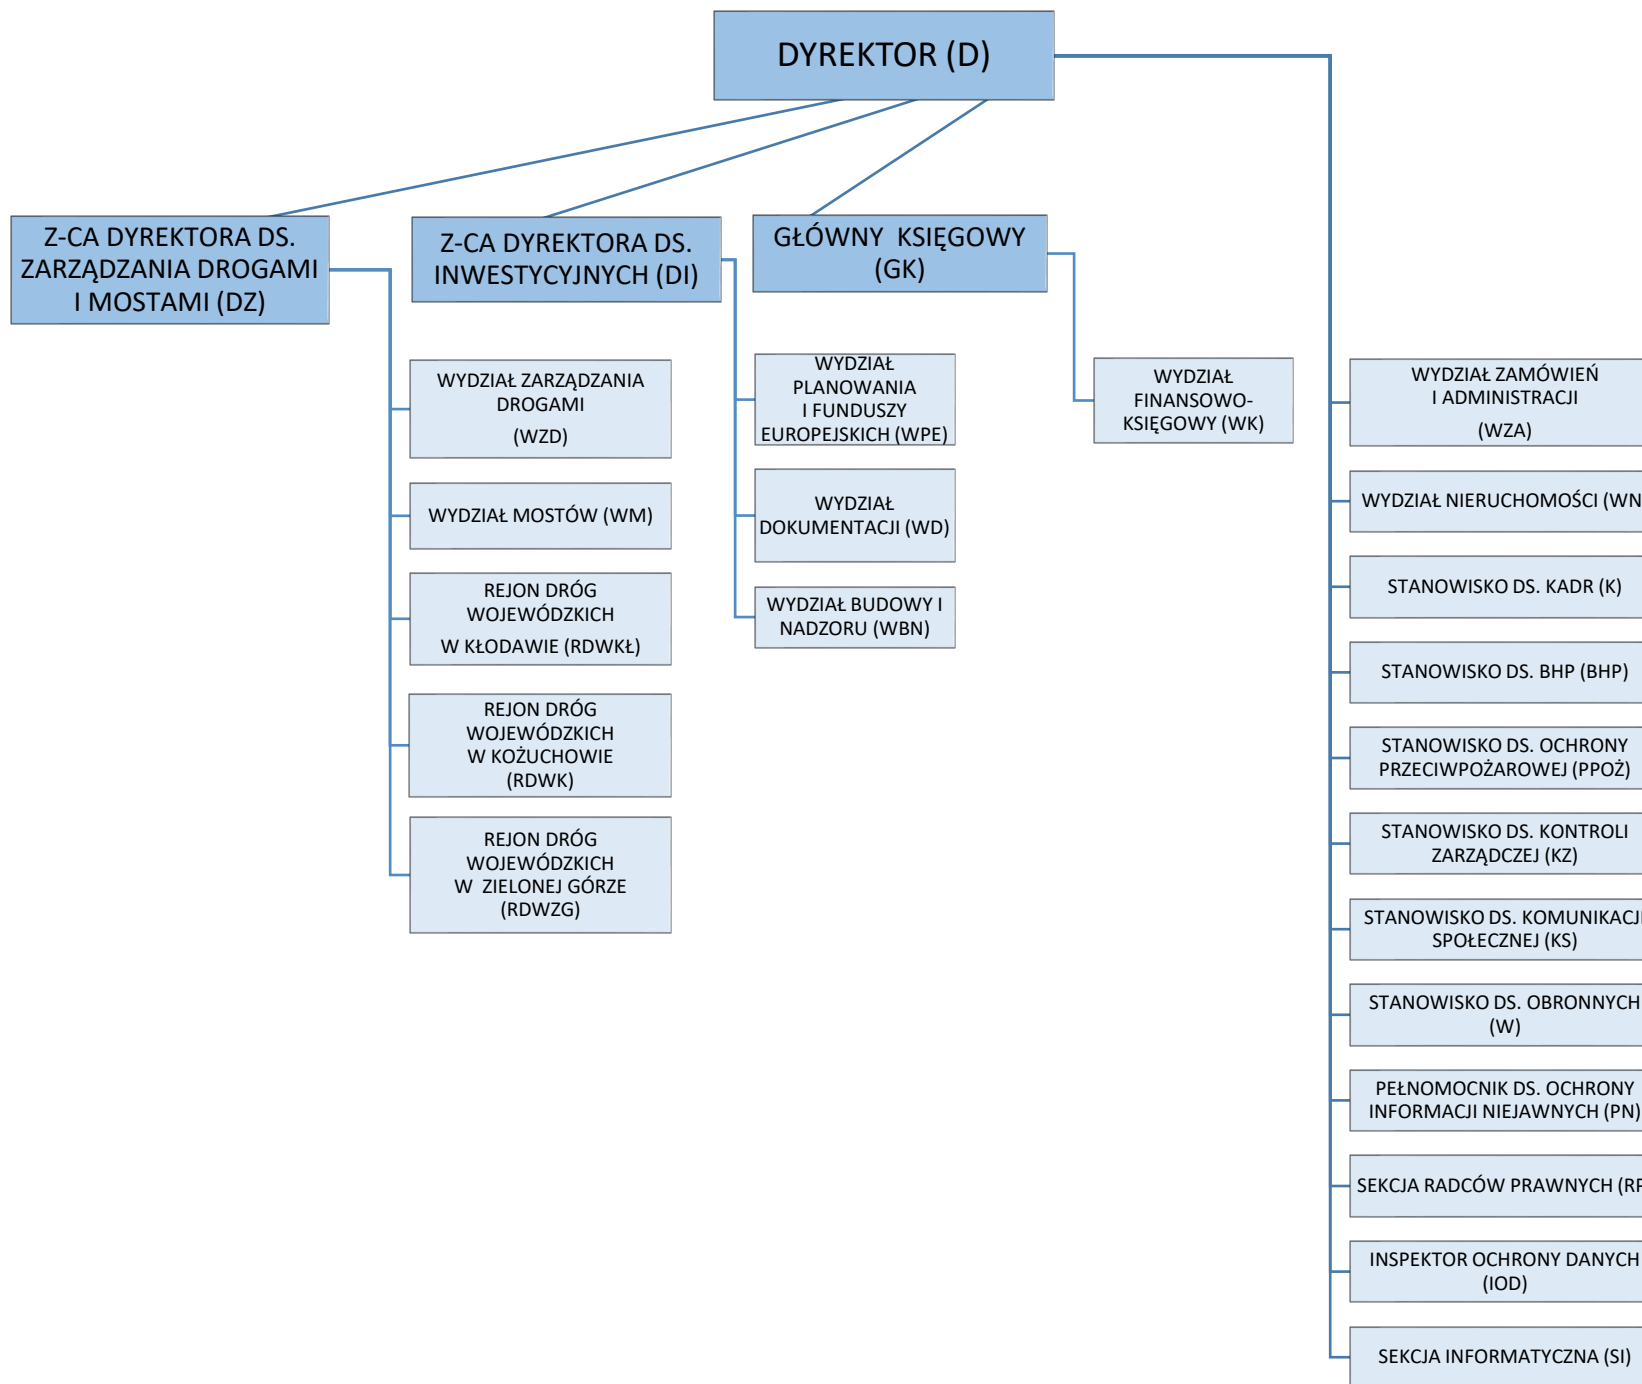 DYREKTOR (D)
Z-CA DYREKTORA DS.
ZARZĄDZANIA DROGAMI
I MOSTAMI (DZ)
Z-CA DYREKTORA DS.
INWESTYCYJNYCH (DI)
GŁÓWNY KSIĘGOWY
(GK)
WYDZIAŁ ZARZĄDZANIA
DROGAMI
(WZD)
WYDZIAŁ MOSTÓW (WM)
REJON DRÓG
WOJEWÓDZKICH
W KŁODAWIE (RDWKŁ)
REJON DRÓG
WOJEWÓDZKICH
W KOŻUCHOWIE
(RDWK)
REJON DRÓG
WOJEWÓDZKICH
W ZIELONEJ GÓRZE
(RDWZG)
WYDZIAŁ
PLANOWANIA
I FUNDUSZY
EUROPEJSKICH (WPE)
WYDZIAŁ
DOKUMENTACJI (WD)
WYDZIAŁ BUDOWY I
NADZORU (WBN)
WYDZIAŁ
FINANSOWO-
KSIĘGOWY (WK)
WYDZIAŁ ZAMÓWIEŃ
I ADMINISTRACJI
(WZA)
WYDZIAŁ NIERUCHOMOŚCI (WN
STANOWISKO DS. KADR (K)
STANOWISKO DS. BHP (BHP)
STANOWISKO DS. OCHRONY
PRZECIWPOŻAROWEJ (PPOŻ)
STANOWISKO DS. KONTROLI
ZARZĄDCZEJ (KZ)
STANOWISKO DS. KOMUNIKACJI
SPOŁECZNEJ (KS)
STANOWISKO DS. OBRONNYCH
(W)
PEŁNOMOCNIK DS. OCHRONY
INFORMACJI NIEJAWNYCH (PN)
SEKCJA RADCÓW PRAWNYCH (RP
INSPEKTOR OCHRONY DANYCH
(IOD)
SEKCJA INFORMATYCZNA (SI)